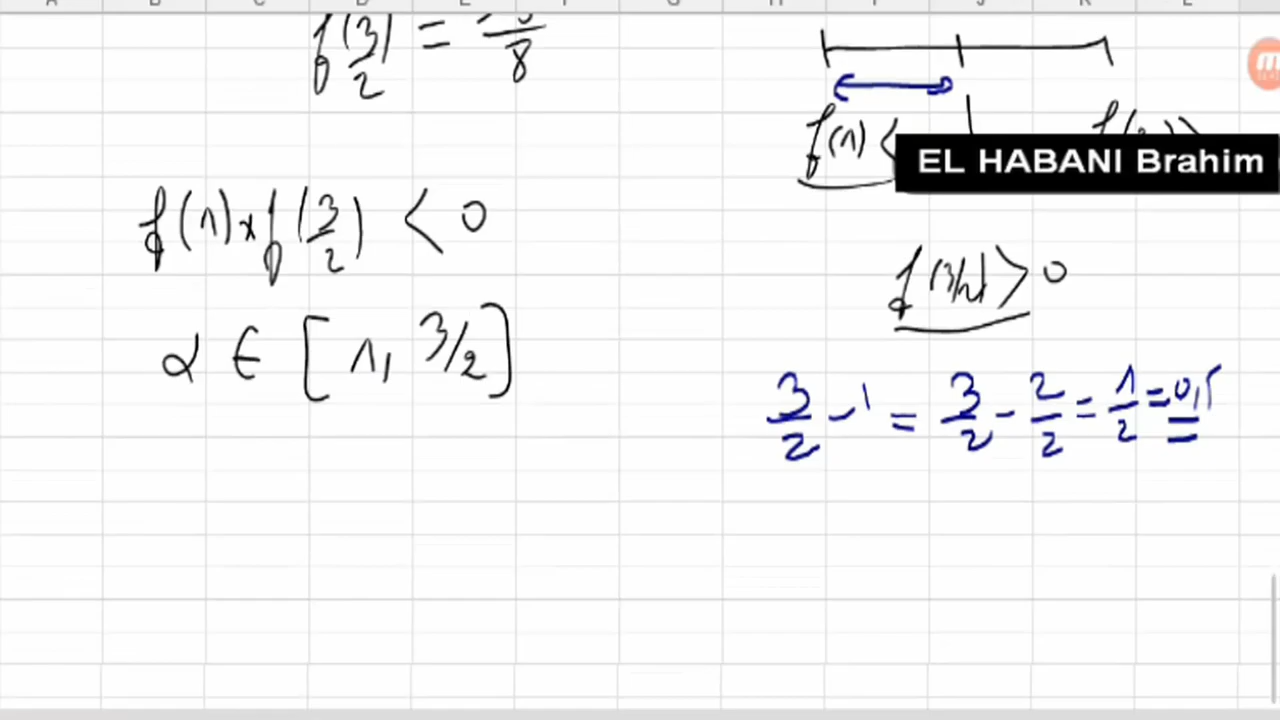 f(3/2) = /8
f(1) <
EL HABANI Brahim
f(1)×f(3/2) < 0
f(3/2) > 0
α ∈ [1, 3/2]
3/2 - 1 = 3/2 - 2/2 = 1/2 = 0,5